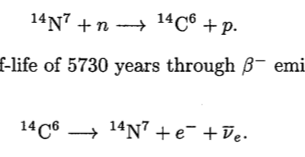 ¹⁴N⁷ + n ⟶ ¹⁴C⁶ + p.
f-life of 5730 years through β⁻ emi
¹⁴C⁶ ⟶ ¹⁴N⁷ + e⁻ + ν̅ₑ.